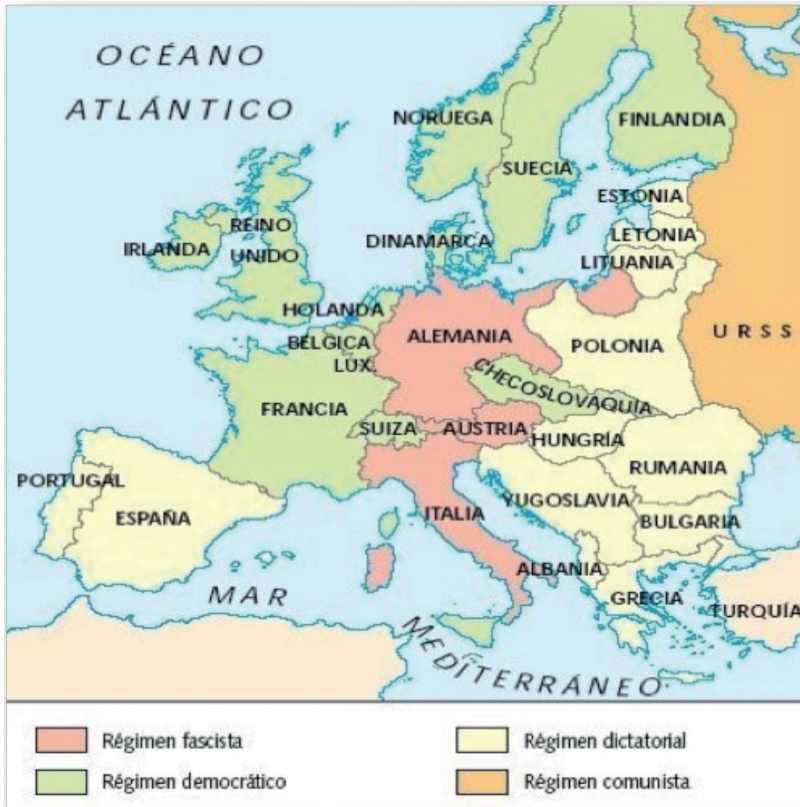 OCÉANO
ATLÁNTICO
NORUEGA
FINLANDIA
SUECIA
ESTONIA
LETONIA
LITUANIA
DINAMARCA
REINO
UNIDO
IRLANDA
HOLANDA
BÉLGICA
LUX.
ALEMANIA
POLONIA
URSS
CHECOSLOVAQUÍA
FRANCIA
SUIZA
AUSTRIA
HUNGRÍA
RUMANIA
PORTUGAL
ESPAÑA
ITALIA
YUGOSLAVIA
BULGARIA
ALBANIA
GRECIA
TURQUÍA
MAR
MEDITERRÁNEO
Régimen fascista
Régimen dictatorial
Régimen democrático
Régimen comunista